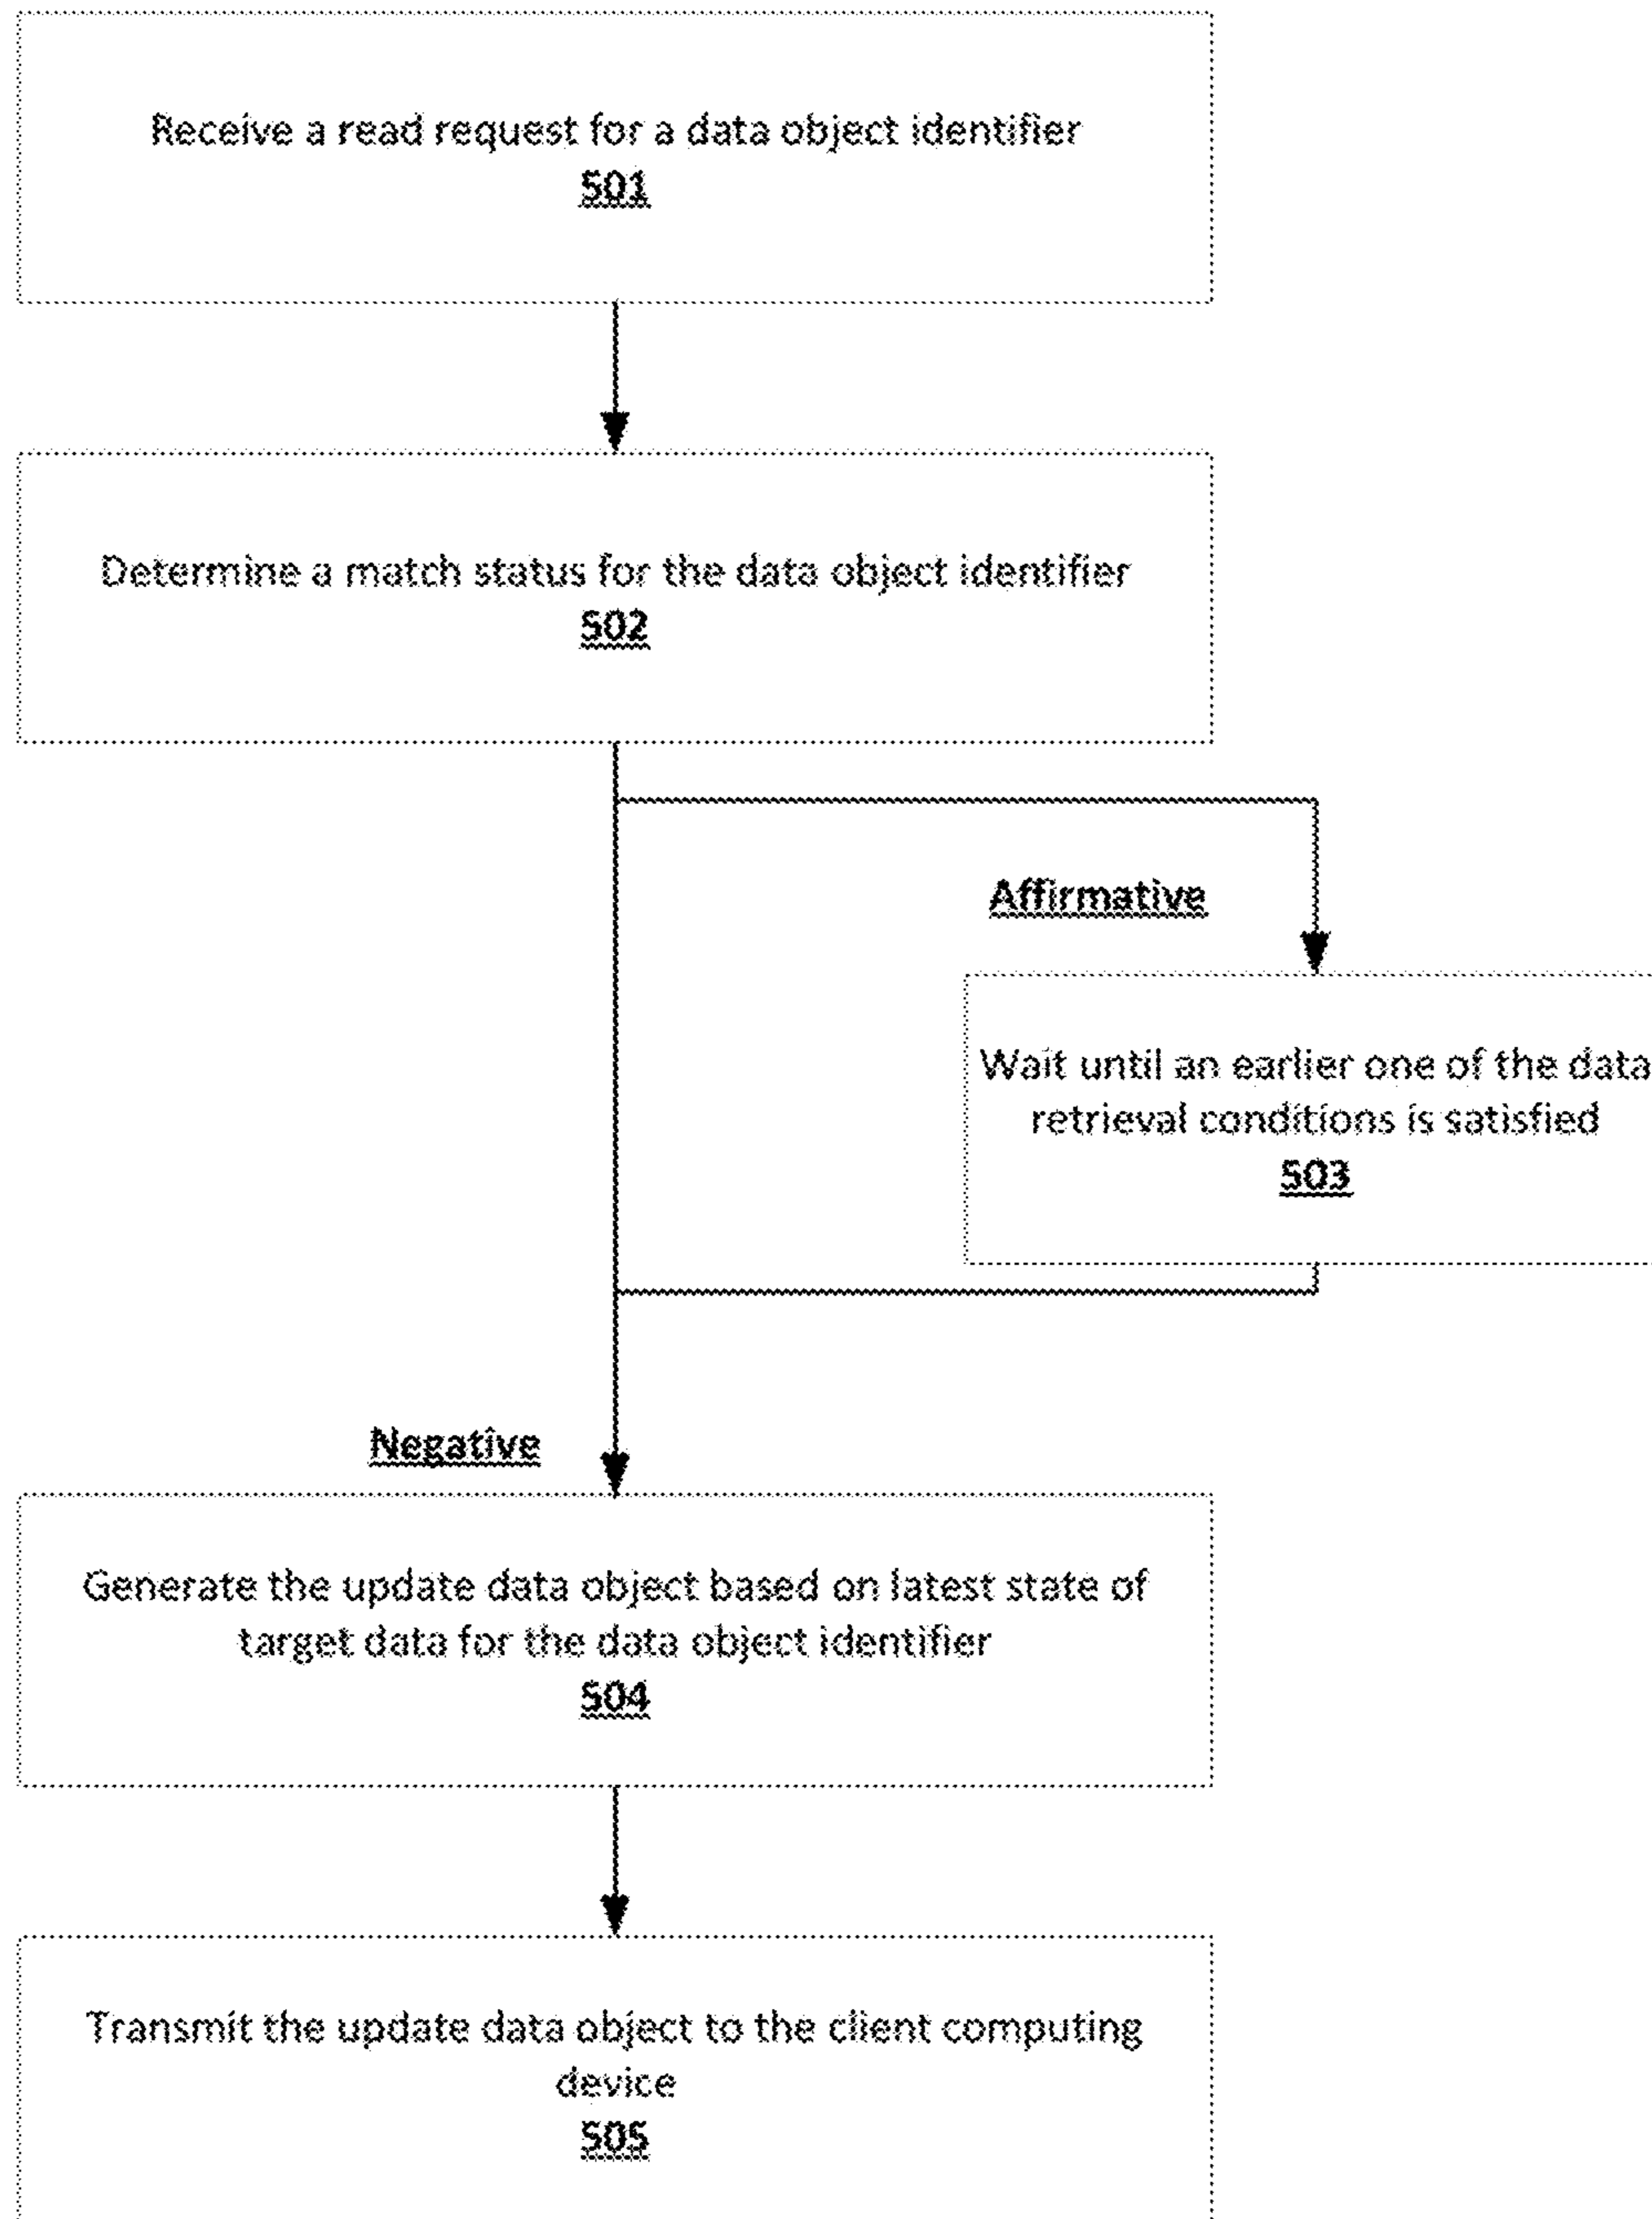 Receive a read request for a data object identifier
501
Determine a match status for the data object identifier
502
Affirmative
Wait until an earlier one of the data
retrieval conditions is satisfied
503
Negative
Generate the update data object based on latest state of
target data for the data object identifier
504
Transmit the update data object to the client computing
device
505